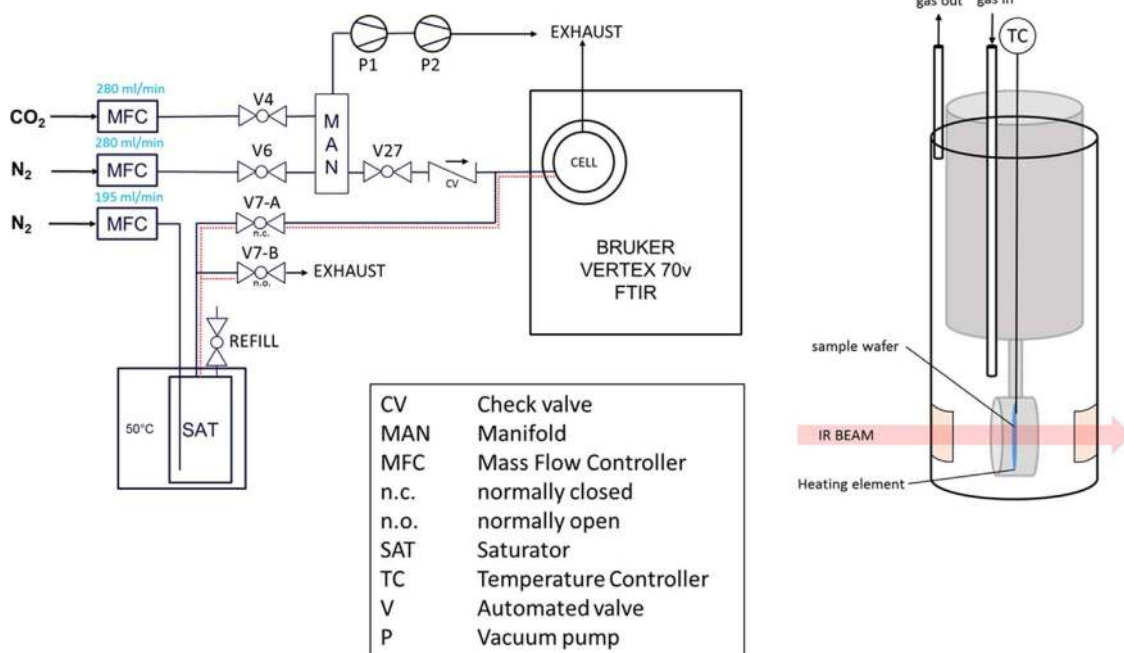 gas out
gas in
TC
EXHAUST
P1
P2
280 ml/min
CO₂
MFC
V4
MAN
280 ml/min
N₂
MFC
V6
V27
CV
CELL
195 ml/min
N₂
MFC
V7-A
n.c.
V7-B
n.o.
EXHAUST
BRUKER
VERTEX 70v
FTIR
REFILL
50°C
SAT
CV Check valve
MAN Manifold
MFC Mass Flow Controller
n.c. normally closed
n.o. normally open
SAT Saturator
TC Temperature Controller
V Automated valve
P Vacuum pump
sample wafer
IR BEAM
Heating element